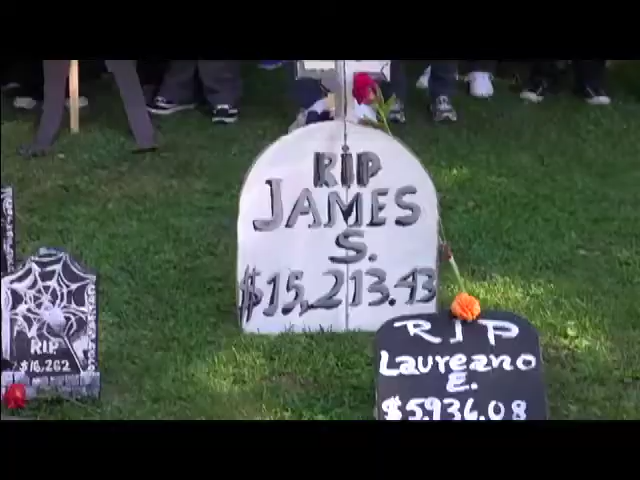 RIP
JAMES
S.
$15,213.43
RIP
$16,262
RIP
Laureano
E.
$5,936.08